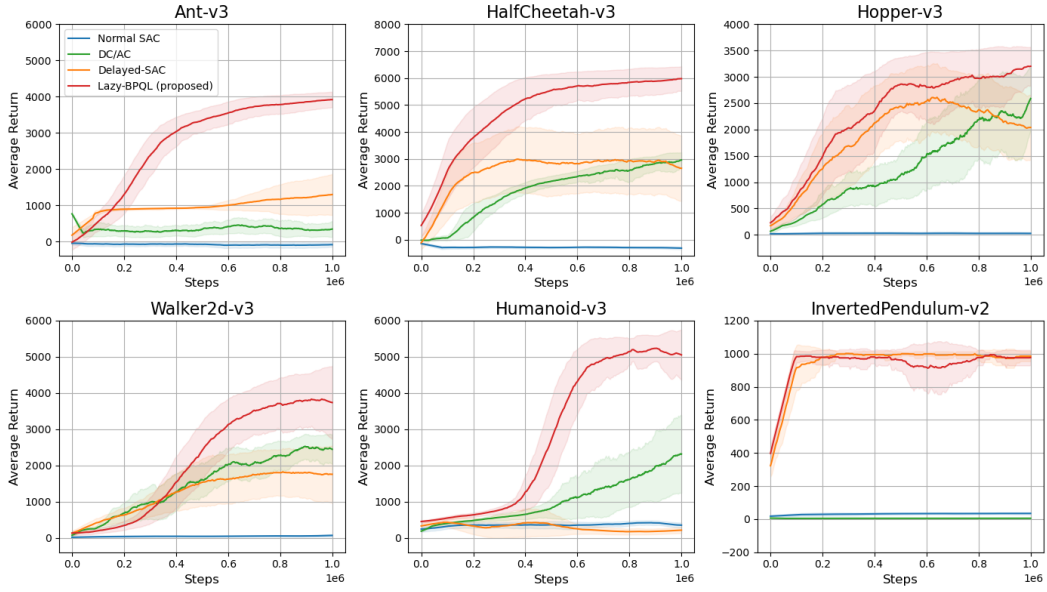 Ant-v3
Average Return
6000
5000
4000
3000
2000
1000
0
Normal SAC
DC/AC
Delayed-SAC
Lazy-BPQL (proposed)
0.0 0.2 0.4 0.6 0.8 1.0
1e6
Steps
HalfCheetah-v3
Average Return
8000
7000
6000
5000
4000
3000
2000
1000
0
0.0 0.2 0.4 0.6 0.8 1.0
1e6
Steps
Hopper-v3
Average Return
4000
3500
3000
2500
2000
1500
1000
500
0
0.0 0.2 0.4 0.6 0.8 1.0
1e6
Steps
Walker2d-v3
Average Return
6000
5000
4000
3000
2000
1000
0
0.0 0.2 0.4 0.6 0.8 1.0
1e6
Steps
Humanoid-v3
Average Return
6000
5000
4000
3000
2000
1000
0
0.0 0.2 0.4 0.6 0.8 1.0
1e6
Steps
InvertedPendulum-v2
Average Return
1200
1000
800
600
400
200
0
−200
0.0 0.2 0.4 0.6 0.8 1.0
1e6
Steps